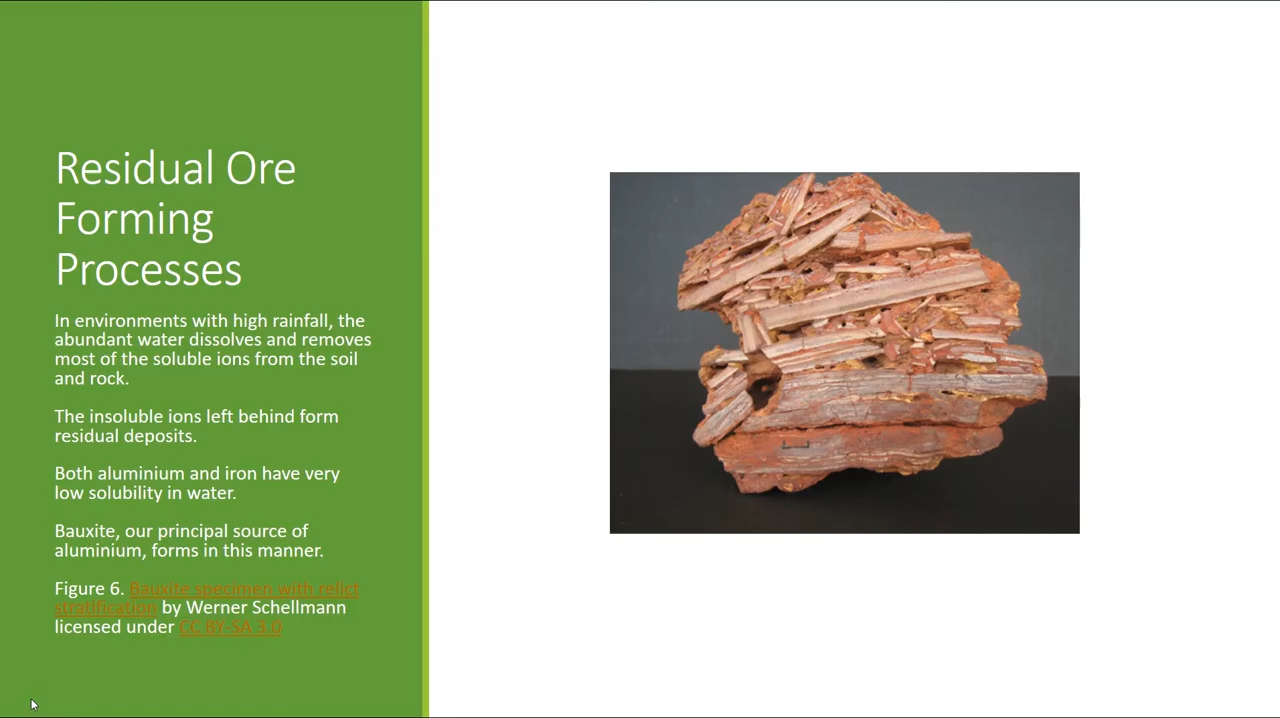 Residual Ore
Forming
Processes
In environments with high rainfall, the
abundant water dissolves and removes
most of the soluble ions from the soil
and rock.
The insoluble ions left behind form
residual deposits.
Both aluminium and iron have very
low solubility in water.
Bauxite, our principal source of
aluminium, forms in this manner.
Figure 6. Bauxite specimen with relict
stratification by Werner Schellmann
licensed under CC BY-SA 3.0